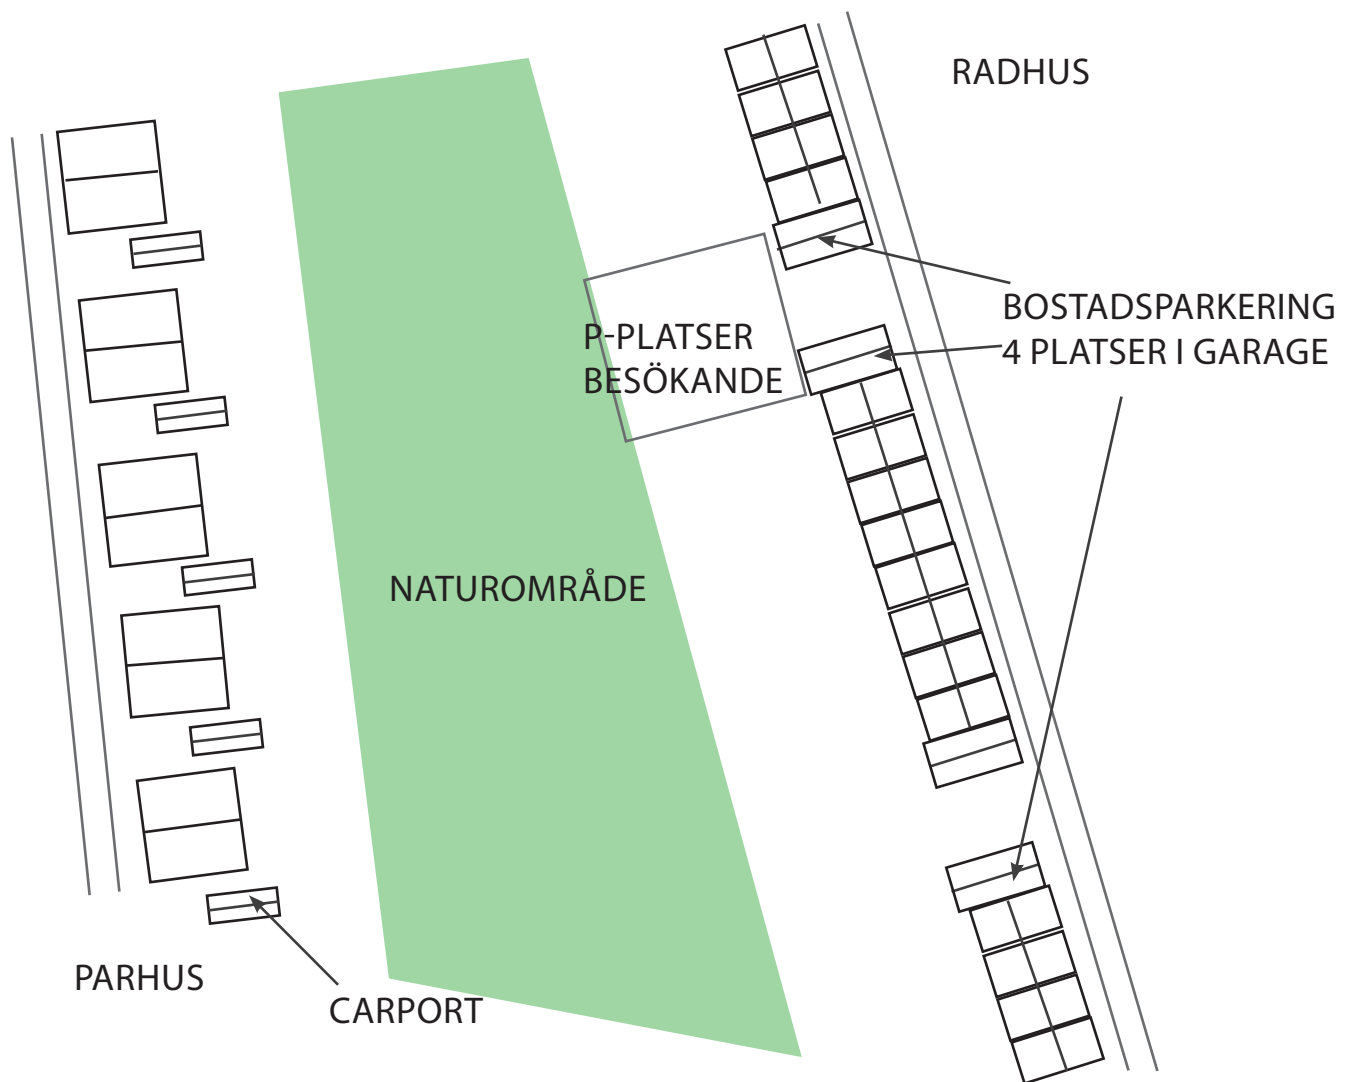 RADHUS
BOSTADSPARKERING
4 PLATSER I GARAGE
P-PLATSER
BESÖKANDE
NATUROMRÅDE
PARHUS
CARPORT